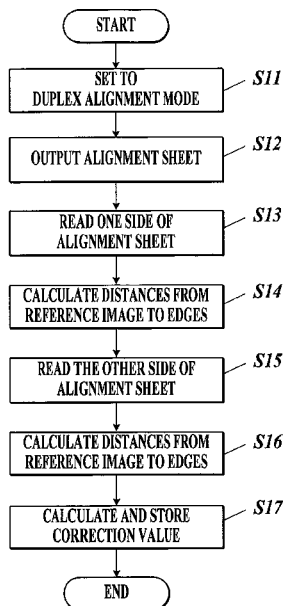 START
SET TO
DUPLEX ALIGNMENT MODE
S11
OUTPUT ALIGNMENT SHEET
S12
READ ONE SIDE OF
ALIGNMENT SHEET
S13
CALCULATE DISTANCES FROM
REFERENCE IMAGE TO EDGES
S14
READ THE OTHER SIDE OF
ALIGNMENT SHEET
S15
CALCULATE DISTANCES FROM
REFERENCE IMAGE TO EDGES
S16
CALCULATE AND STORE
CORRECTION VALUE
S17
END